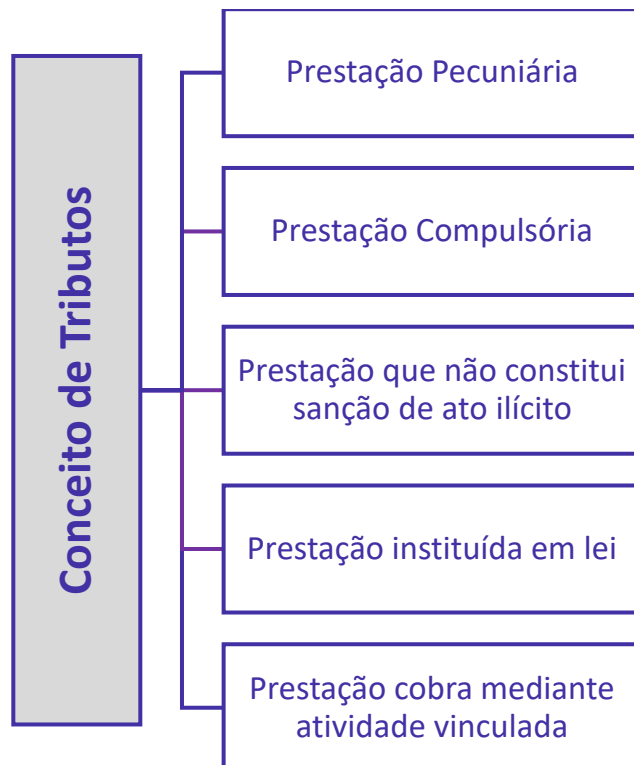 Conceito de Tributos
Prestação Pecuniária
Prestação Compulsória
Prestação que não constitui
sanção de ato ilícito
Prestação instituída em lei
Prestação cobra mediante
atividade vinculada